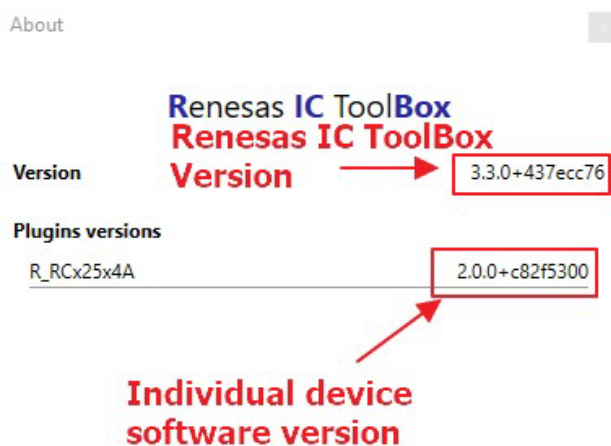 About
Renesas IC ToolBox
Renesas IC ToolBox
Version
Version
3.3.0+437ecc76
Plugins versions
R_RCx25x4A
2.0.0+c82f5300
Individual device
software version